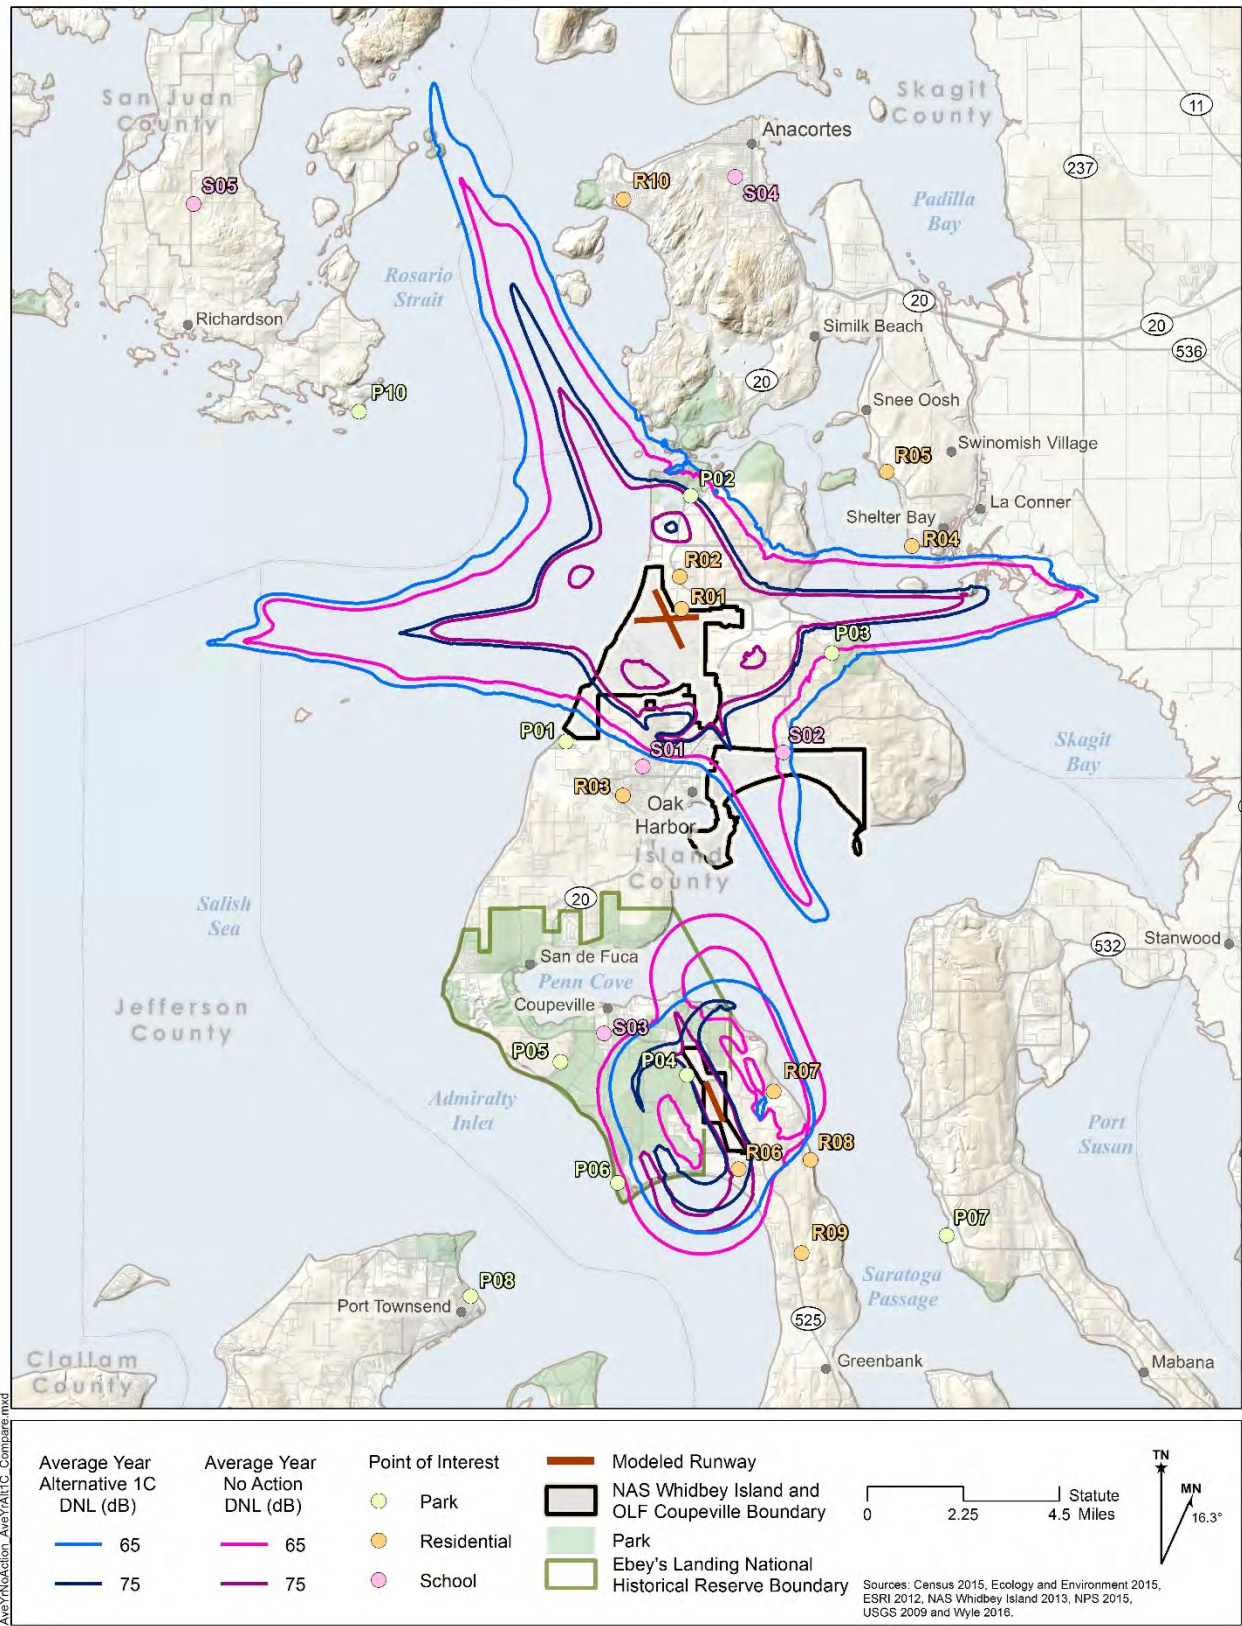 San Juan
County
Skagit
County
11
Anacortes
237
S05
R10
S04
Padilla
Bay
Rosario
Strait
20
Richardson
Similk Beach
20
536
20
P10
Snee Oosh
Swinomish Village
R05
P02
La Conner
Shelter Bay
R04
R02
R01
P03
P01
S01
S02
Skagit
Bay
R03
Oak
Harbor
Island
County
20
Salish
Sea
532
Stanwood
San de Fuca
Penn Cove
Jefferson
County
Coupeville
S03
P05
P04
R07
Admiralty
Inlet
Port
Susan
P06
R06
R08
P07
R09
Saratoga
Passage
P08
Port Townsend
525
Clallam
County
Greenbank
Mabana
AveYrNoAction_AveYrAlt1C_Compare.mxd
Average Year
Alternative 1C
DNL (dB)
65
75
Average Year
No Action
DNL (dB)
65
75
Point of Interest
Park
Residential
School
Modeled Runway
NAS Whidbey Island and
OLF Coupeville Boundary
Park
Ebey's Landing National
Historical Reserve Boundary
0 2.25 4.5
Statute
Miles
TN
MN
16.3°
Sources: Census 2015, Ecology and Environment 2015,
ESRI 2012, NAS Whidbey Island 2013, NPS 2015,
USGS 2009 and Wyle 2016.